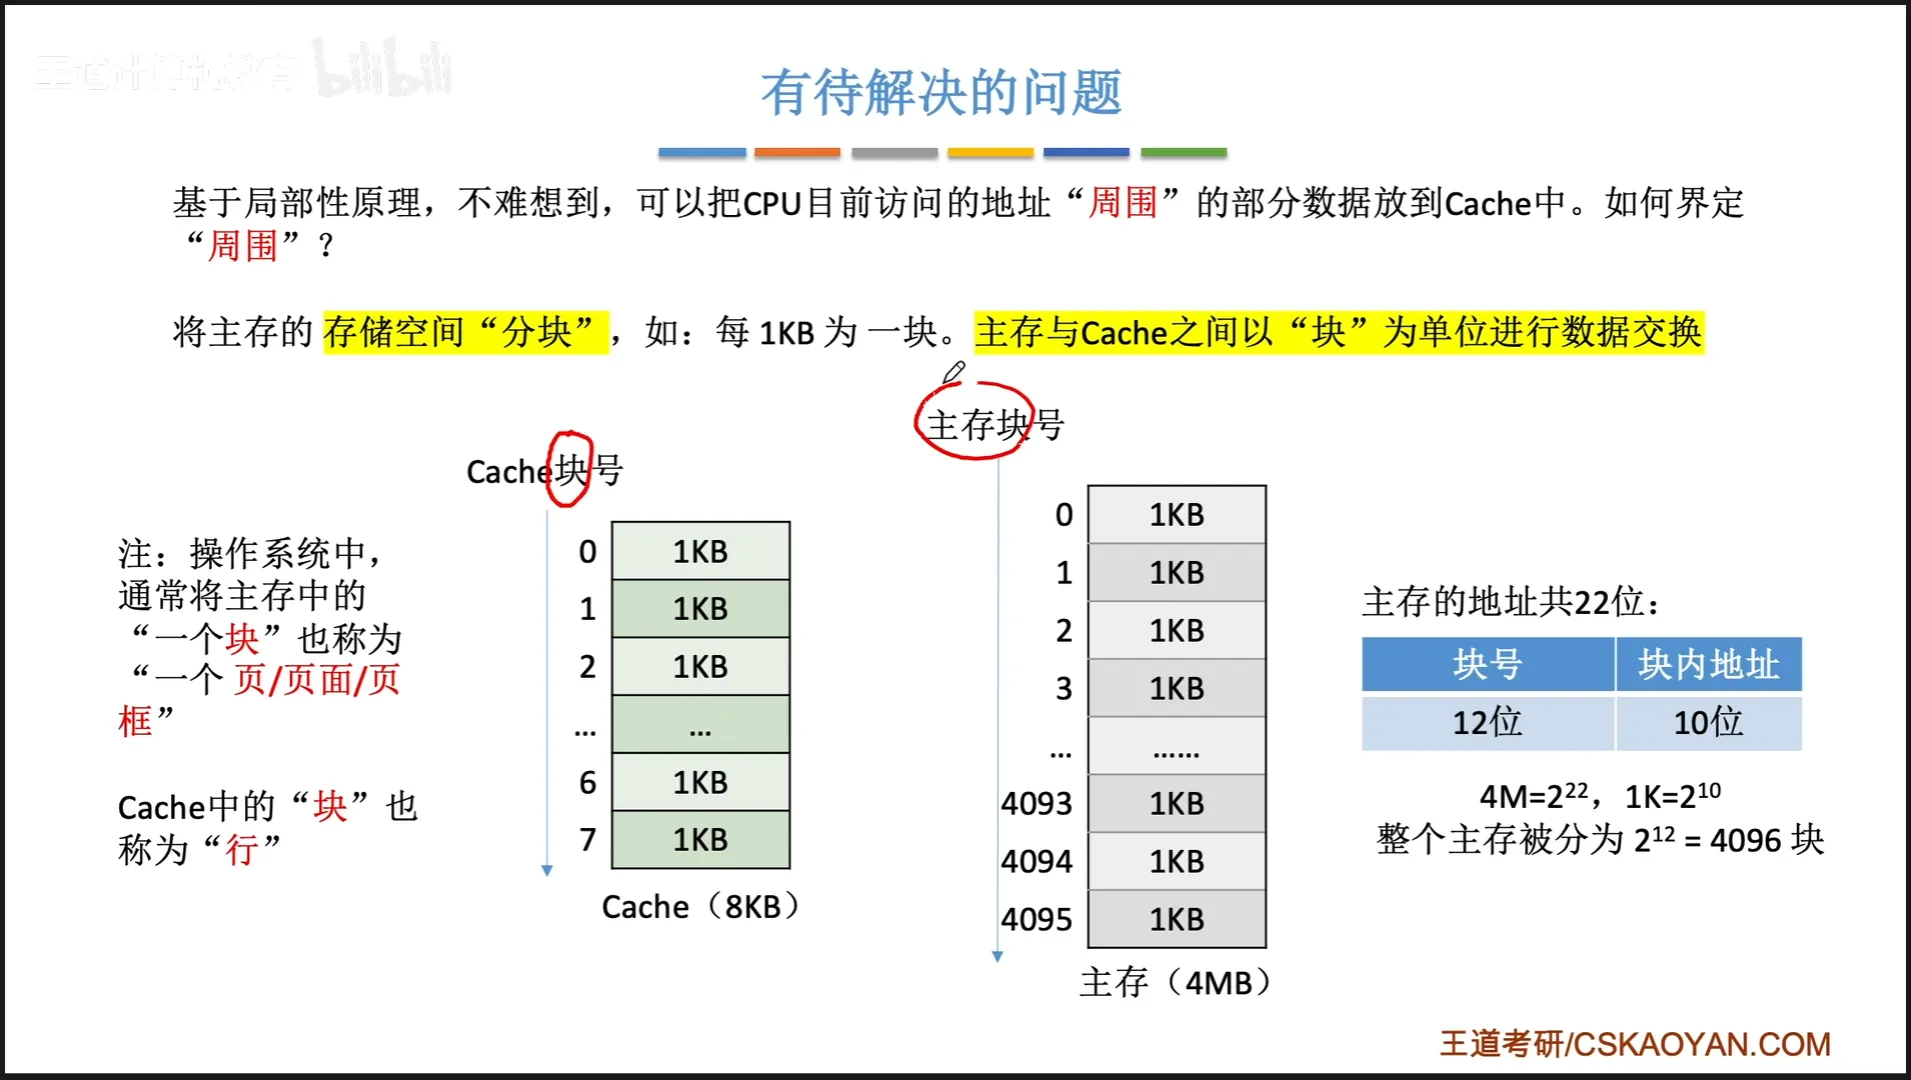 王道计算机教育 bilibili
有待解决的问题
基于局部性原理，不难想到，可以把CPU目前访问的地址“周围”的部分数据放到Cache中。如何界定
“周围”？
将主存的 存储空间“分块”，如：每 1KB 为 一块。主存与Cache之间以“块”为单位进行数据交换
注：操作系统中，
通常将主存中的
“一个块”也称为
“一个 页/页面/页
框”
Cache中的“块”也
称为“行”
Cache块号
0 1KB
1 1KB
2 1KB
... ...
6 1KB
7 1KB
Cache（8KB）
主存块号
0 1KB
1 1KB
2 1KB
3 1KB
... ......
4093 1KB
4094 1KB
4095 1KB
主存（4MB）
主存的地址共22位：
块号 块内地址
12位 10位
4M=2²²，1K=2¹⁰
整个主存被分为 2¹² = 4096 块
王道考研/CSKAOYAN.COM